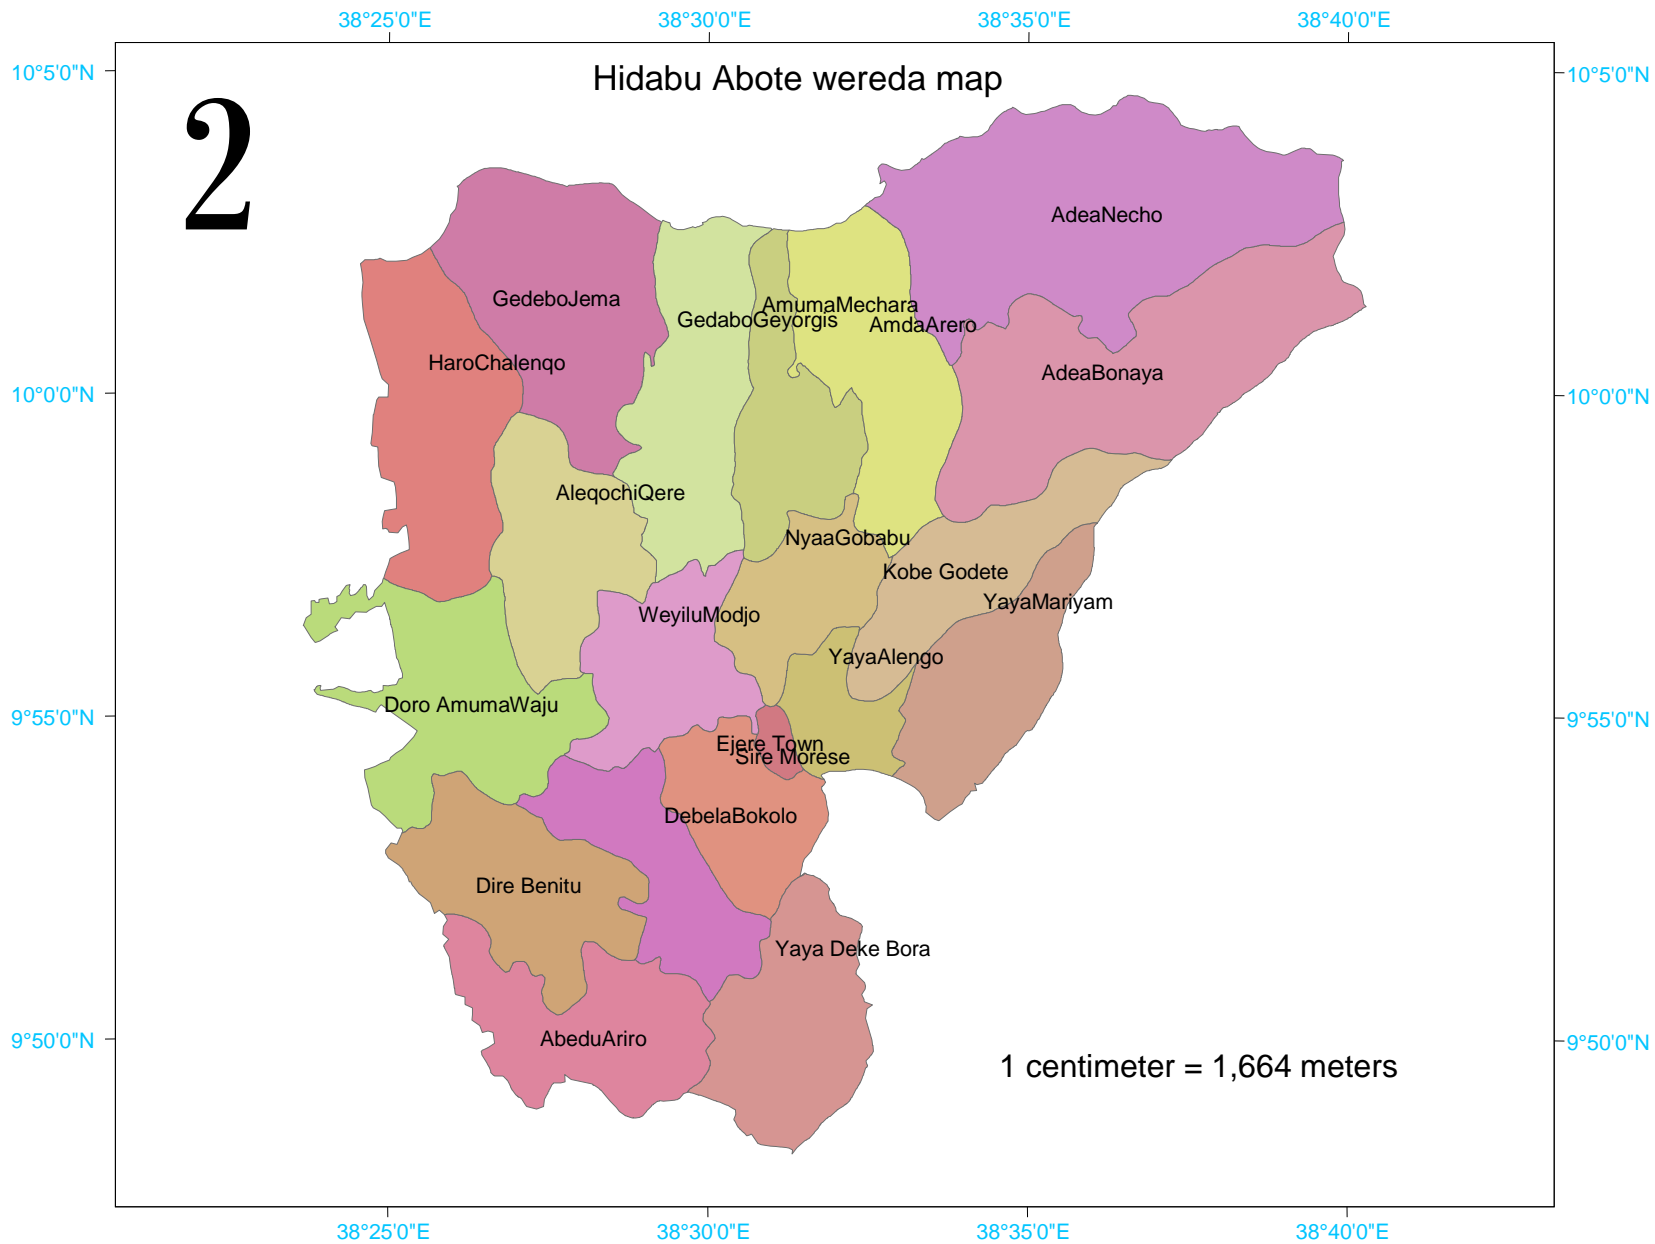 38°25'0"E 38°30'0"E 38°35'0"E 38°40'0"E
10°5'0"N 10°5'0"N
Hidabu Abote wereda map
2
AdeaNecho
GedeboJema
AmumaMechara
GedaboGeyorgis
AmdaArero
HaroChalenqo
AdeaBonaya
10°0'0"N 10°0'0"N
AleqochiQere
NyaaGobabu
Kobe Godete
YayaMariyam
WeyiluModjo
YayaAlengo
Doro AmumaWaju
9°55'0"N 9°55'0"N
Ejere Town
Sire Morese
DebelaBokolo
Dire Benitu
Yaya Deke Bora
AbeduAriro
9°50'0"N 9°50'0"N
1 centimeter = 1,664 meters
38°25'0"E 38°30'0"E 38°35'0"E 38°40'0"E